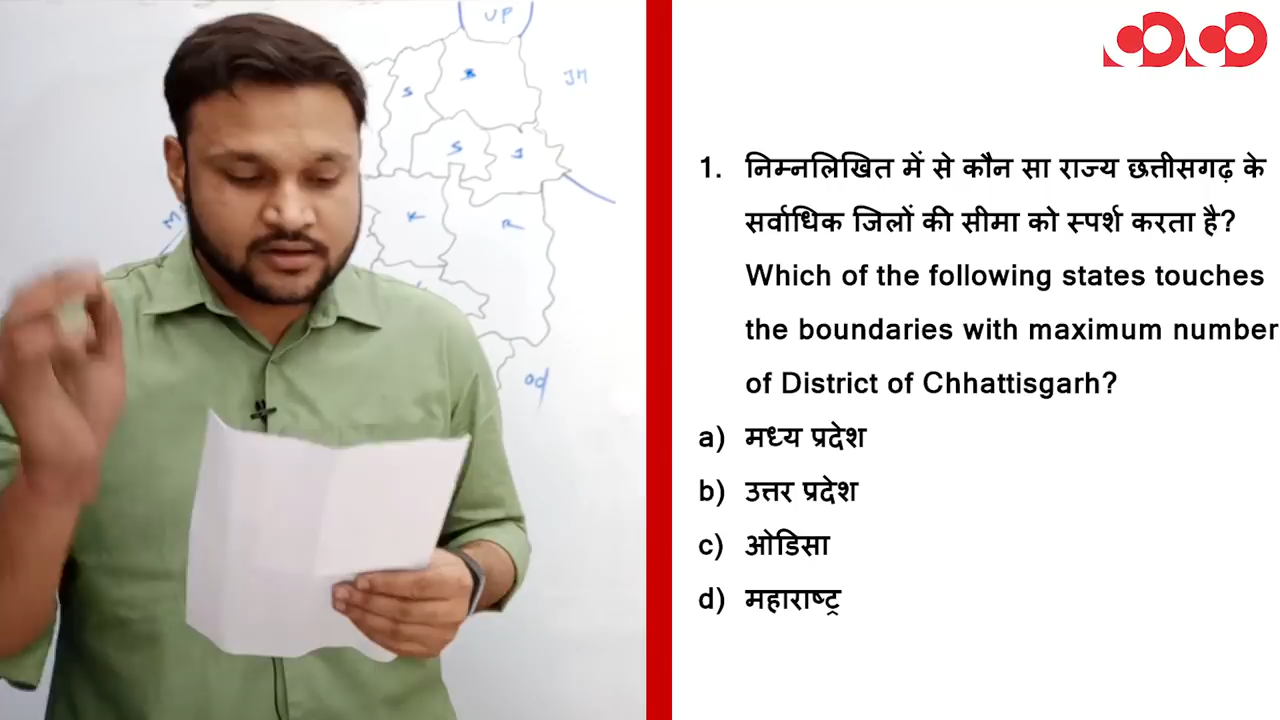 UP
B
JH
S
S
J
M
K
R
od
1. निम्नलिखित में से कौन सा राज्य छत्तीसगढ़ के
सर्वाधिक जिलों की सीमा को स्पर्श करता है?
Which of the following states touches
the boundaries with maximum number
of District of Chhattisgarh?
a) मध्य प्रदेश
b) उत्तर प्रदेश
c) ओडिसा
d) महाराष्ट्र